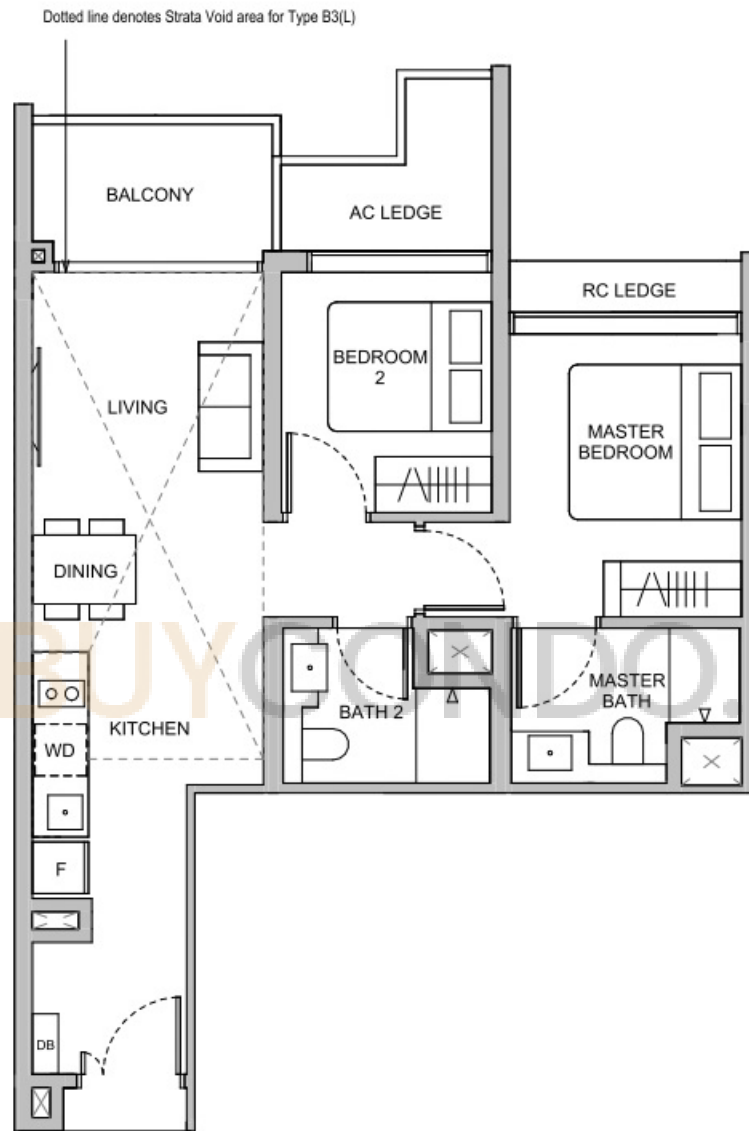 Dotted line denotes Strata Void area for Type B3(L)
BALCONY
AC LEDGE
RC LEDGE
BEDROOM
2
LIVING
MASTER
BEDROOM
DINING
BUYCONDO.
MASTER
BATH
BATH 2
KITCHEN
WD
F
DB